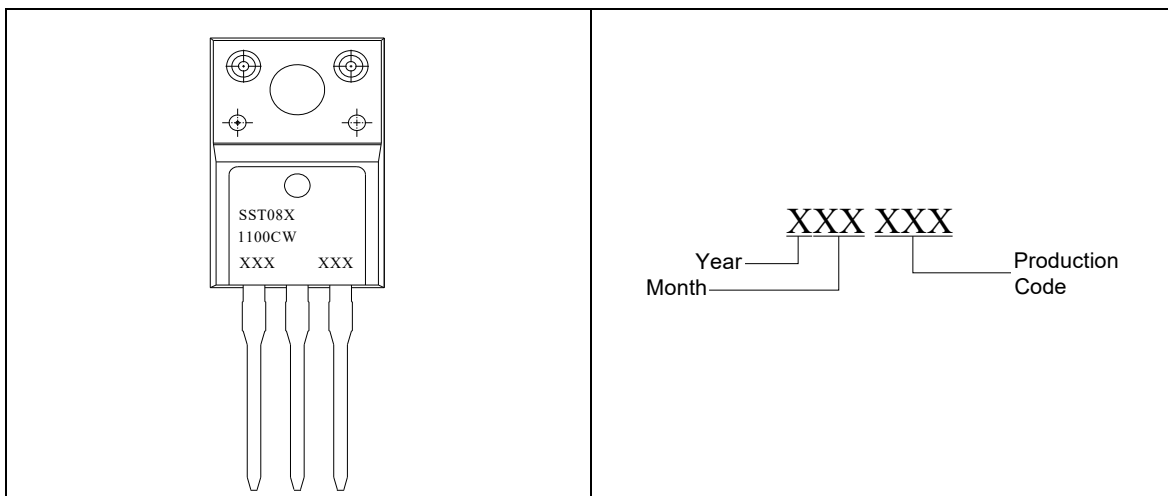 SST08X
1100CW
XXX XXX
XXX XXX
Year
Month
Production
Code